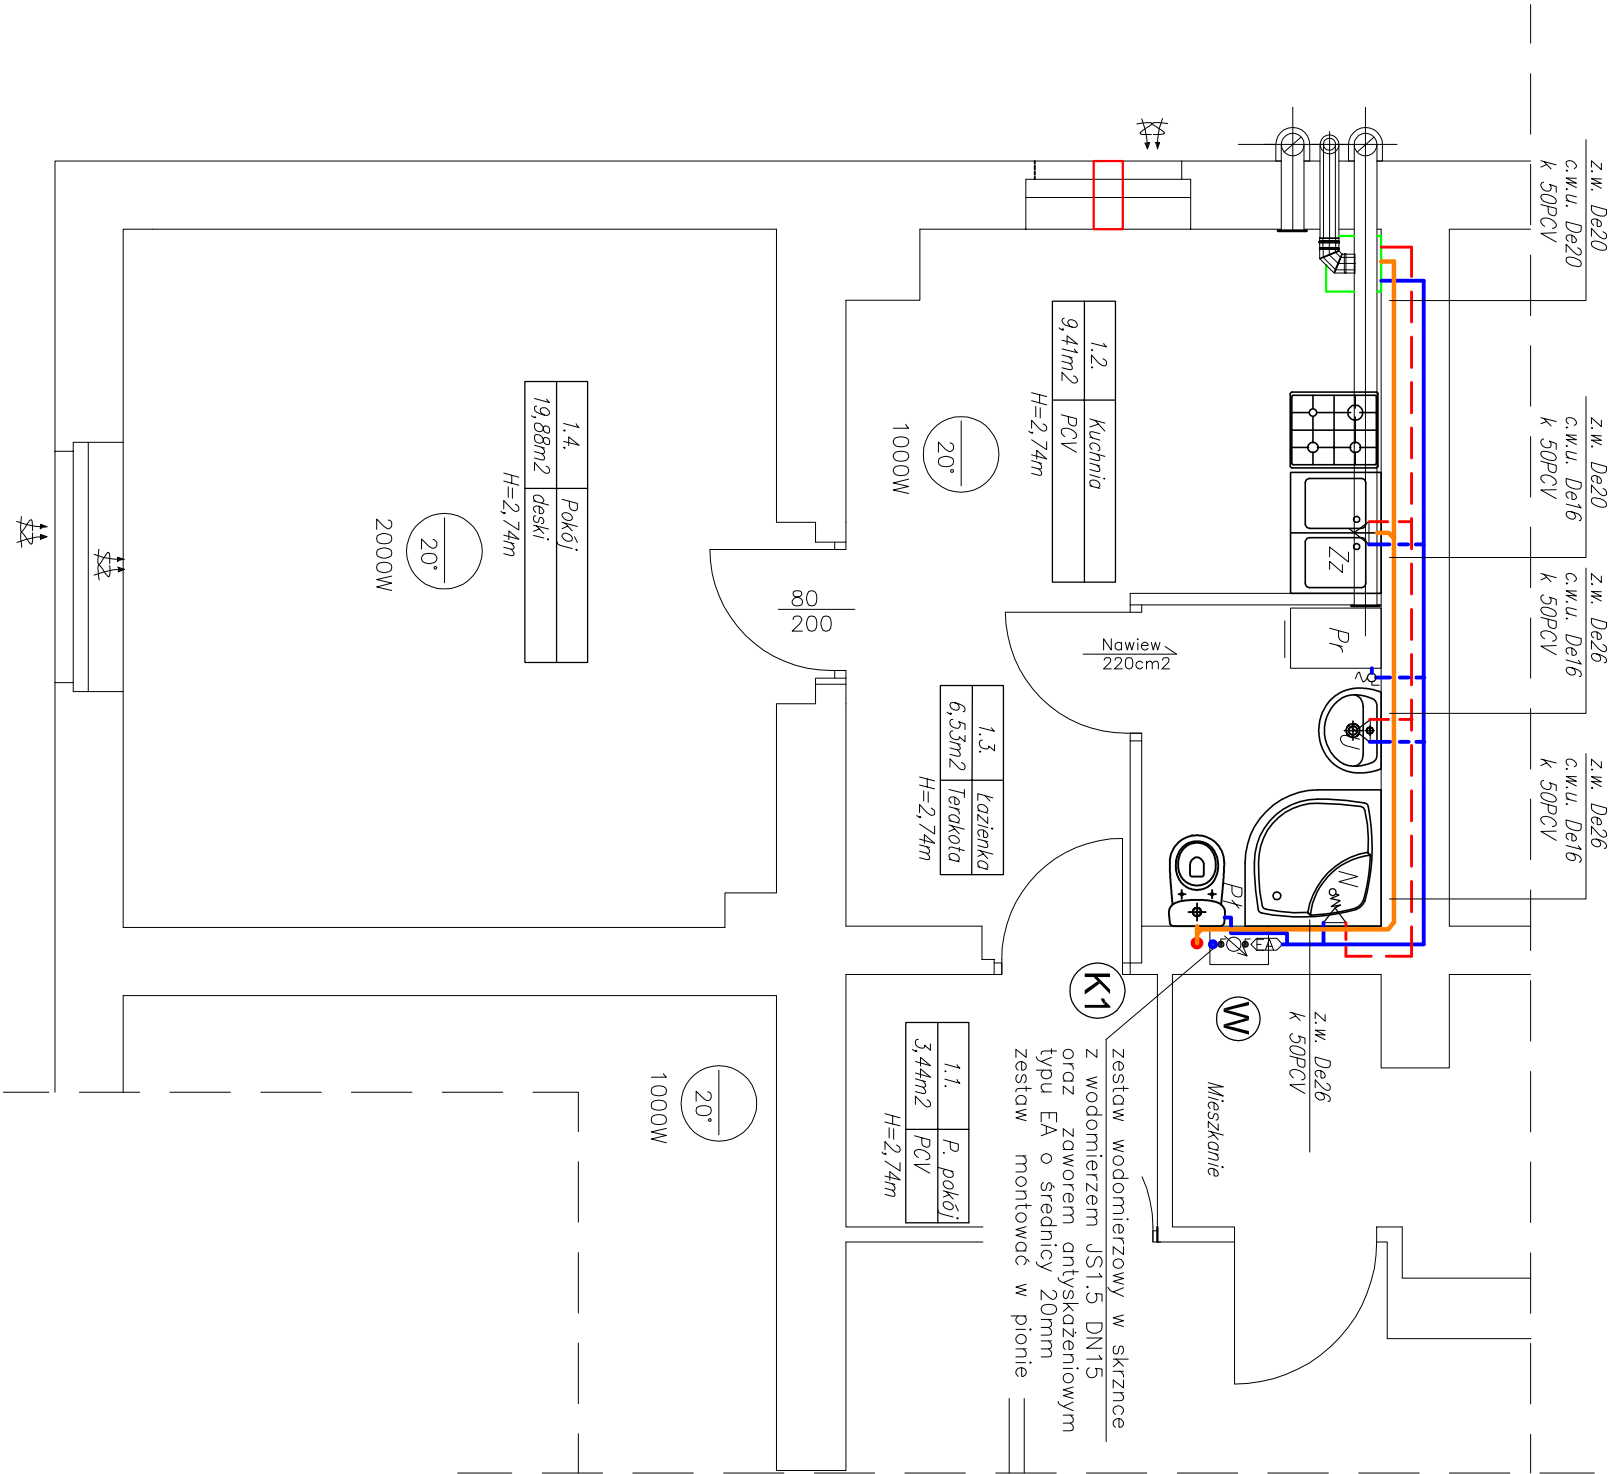 z.w. De20
c.w.u. De20
k 50PCV
z.w. De20
c.w.u. De16
k 50PCV
z.w. De26
c.w.u. De16
k 50PCV
z.w. De26
c.w.u. De16
k 50PCV
1.2. Kuchnia
9,41m2 PCV
H=2,74m
20°
1000W
Zz
Pr
U
N
Pł
EA
Nawiew
220cm2
1.4. Pokój
19,88m2 deski
H=2,74m
20°
2000W
80
200
1.3. Łazienka
6,53m2 Terakota
H=2,74m
K1
W
z.w. De26
k 50PCV
Mieszkanie
zestaw wodomierzowy w skrznce
z wodomierzem JS1.5 DN15
oraz zaworem antyskażeniowym
typu EA o średnicy 20mm
zestaw montować w pionie
1.1. P. pokój
3,44m2 PCV
H=2,74m
20°
1000W